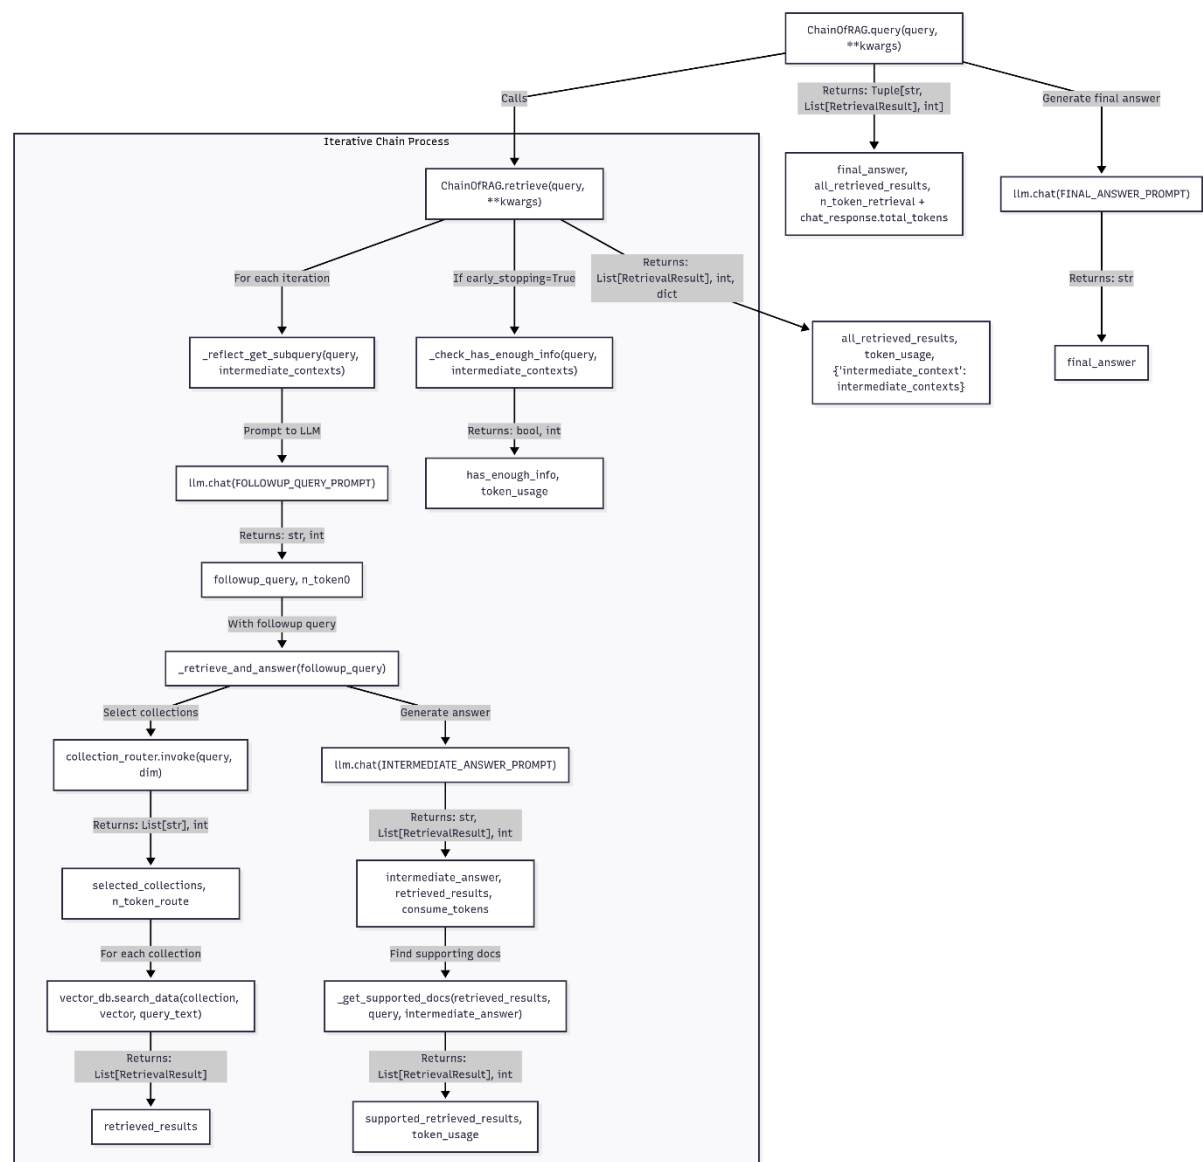 ChainOfRAG.query(query,
**kwargs)
Calls
Returns: Tuple[str,
List[RetrievalResult], int]
Generate final answer
Iterative Chain Process
ChainOfRAG.retrieve(query,
**kwargs)
final_answer,
all_retrieved_results,
n_token_retrieval +
chat_response.total_tokens
llm.chat(FINAL_ANSWER_PROMPT)
For each iteration
If early_stopping=True
Returns:
List[RetrievalResult], int,
dict
Returns: str
_reflect_get_subquery(query,
intermediate_contexts)
_check_has_enough_info(query,
intermediate_contexts)
all_retrieved_results,
token_usage,
{'intermediate_context':
intermediate_contexts}
final_answer
Prompt to LLM
Returns: bool, int
llm.chat(FOLLOWUP_QUERY_PROMPT)
has_enough_info,
token_usage
Returns: str, int
followup_query, n_token0
With followup query
_retrieve_and_answer(followup_query)
Select collections
Generate answer
collection_router.invoke(query,
dim)
llm.chat(INTERMEDIATE_ANSWER_PROMPT)
Returns: List[str], int
Returns: str,
List[RetrievalResult], int
selected_collections,
n_token_route
intermediate_answer,
retrieved_results,
consume_tokens
For each collection
Find supporting docs
vector_db.search_data(collection,
vector, query_text)
_get_supported_docs(retrieved_results,
query, intermediate_answer)
Returns:
List[RetrievalResult]
Returns:
List[RetrievalResult], int
retrieved_results
supported_retrieved_results,
token_usage